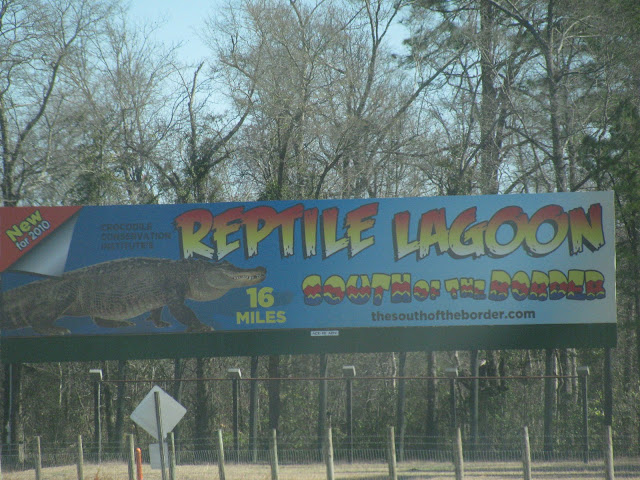 New
for 2010
CROCODILE
CONSERVATION
INSTITUTE'S
REPTILE LAGOON
16
MILES
SOUTH OF THE BORDER
thesouthoftheborder.com